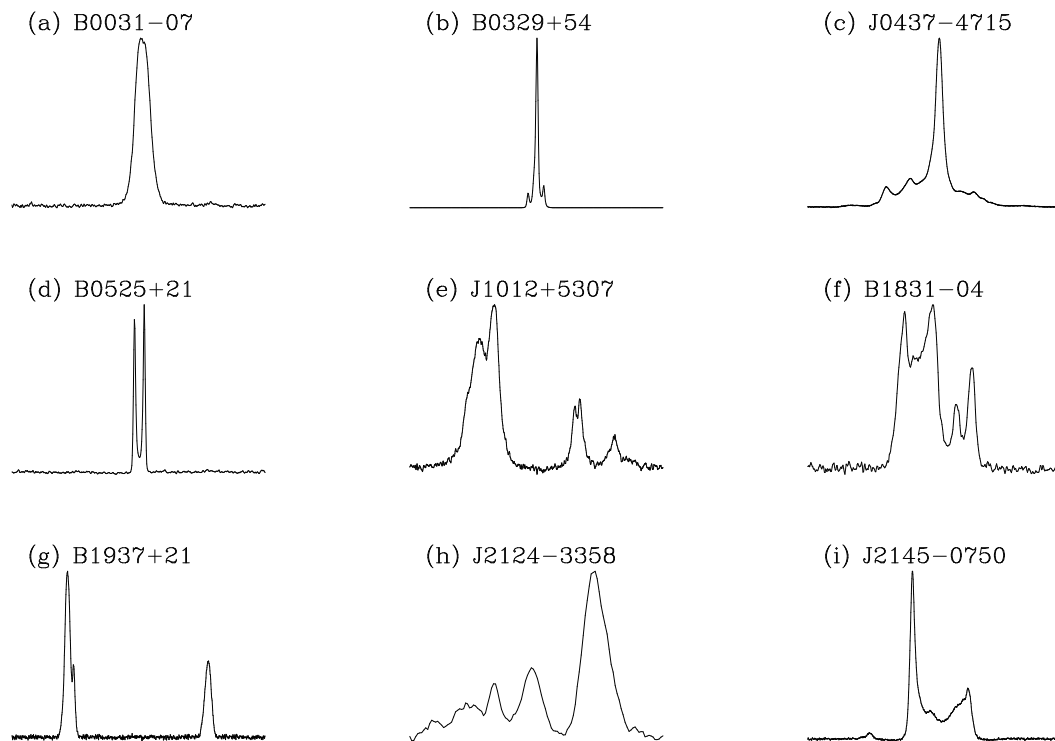 (a) B0031−07
(b) B0329+54
(c) J0437−4715
(d) B0525+21
(e) J1012+5307
(f) B1831−04
(g) B1937+21
(h) J2124−3358
(i) J2145−0750